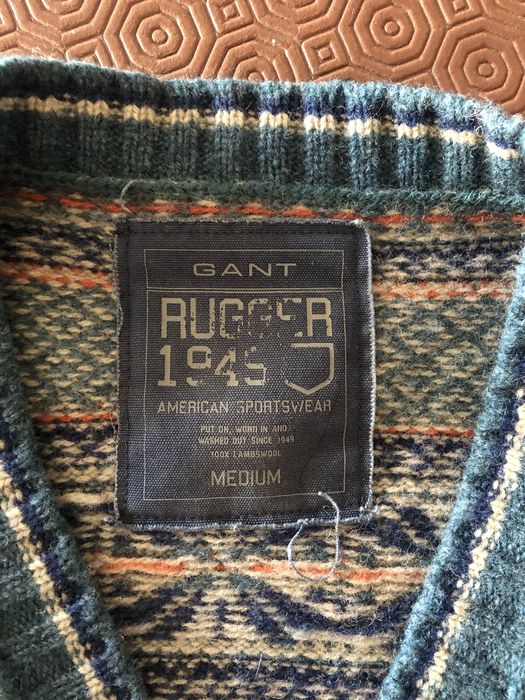 GANT
RUGGER
1949
AMERICAN SPORTSWEAR
PUT ON, WORN IN AND
WASHED OUT SINCE 1949
100% LAMBSWOOL
MEDIUM